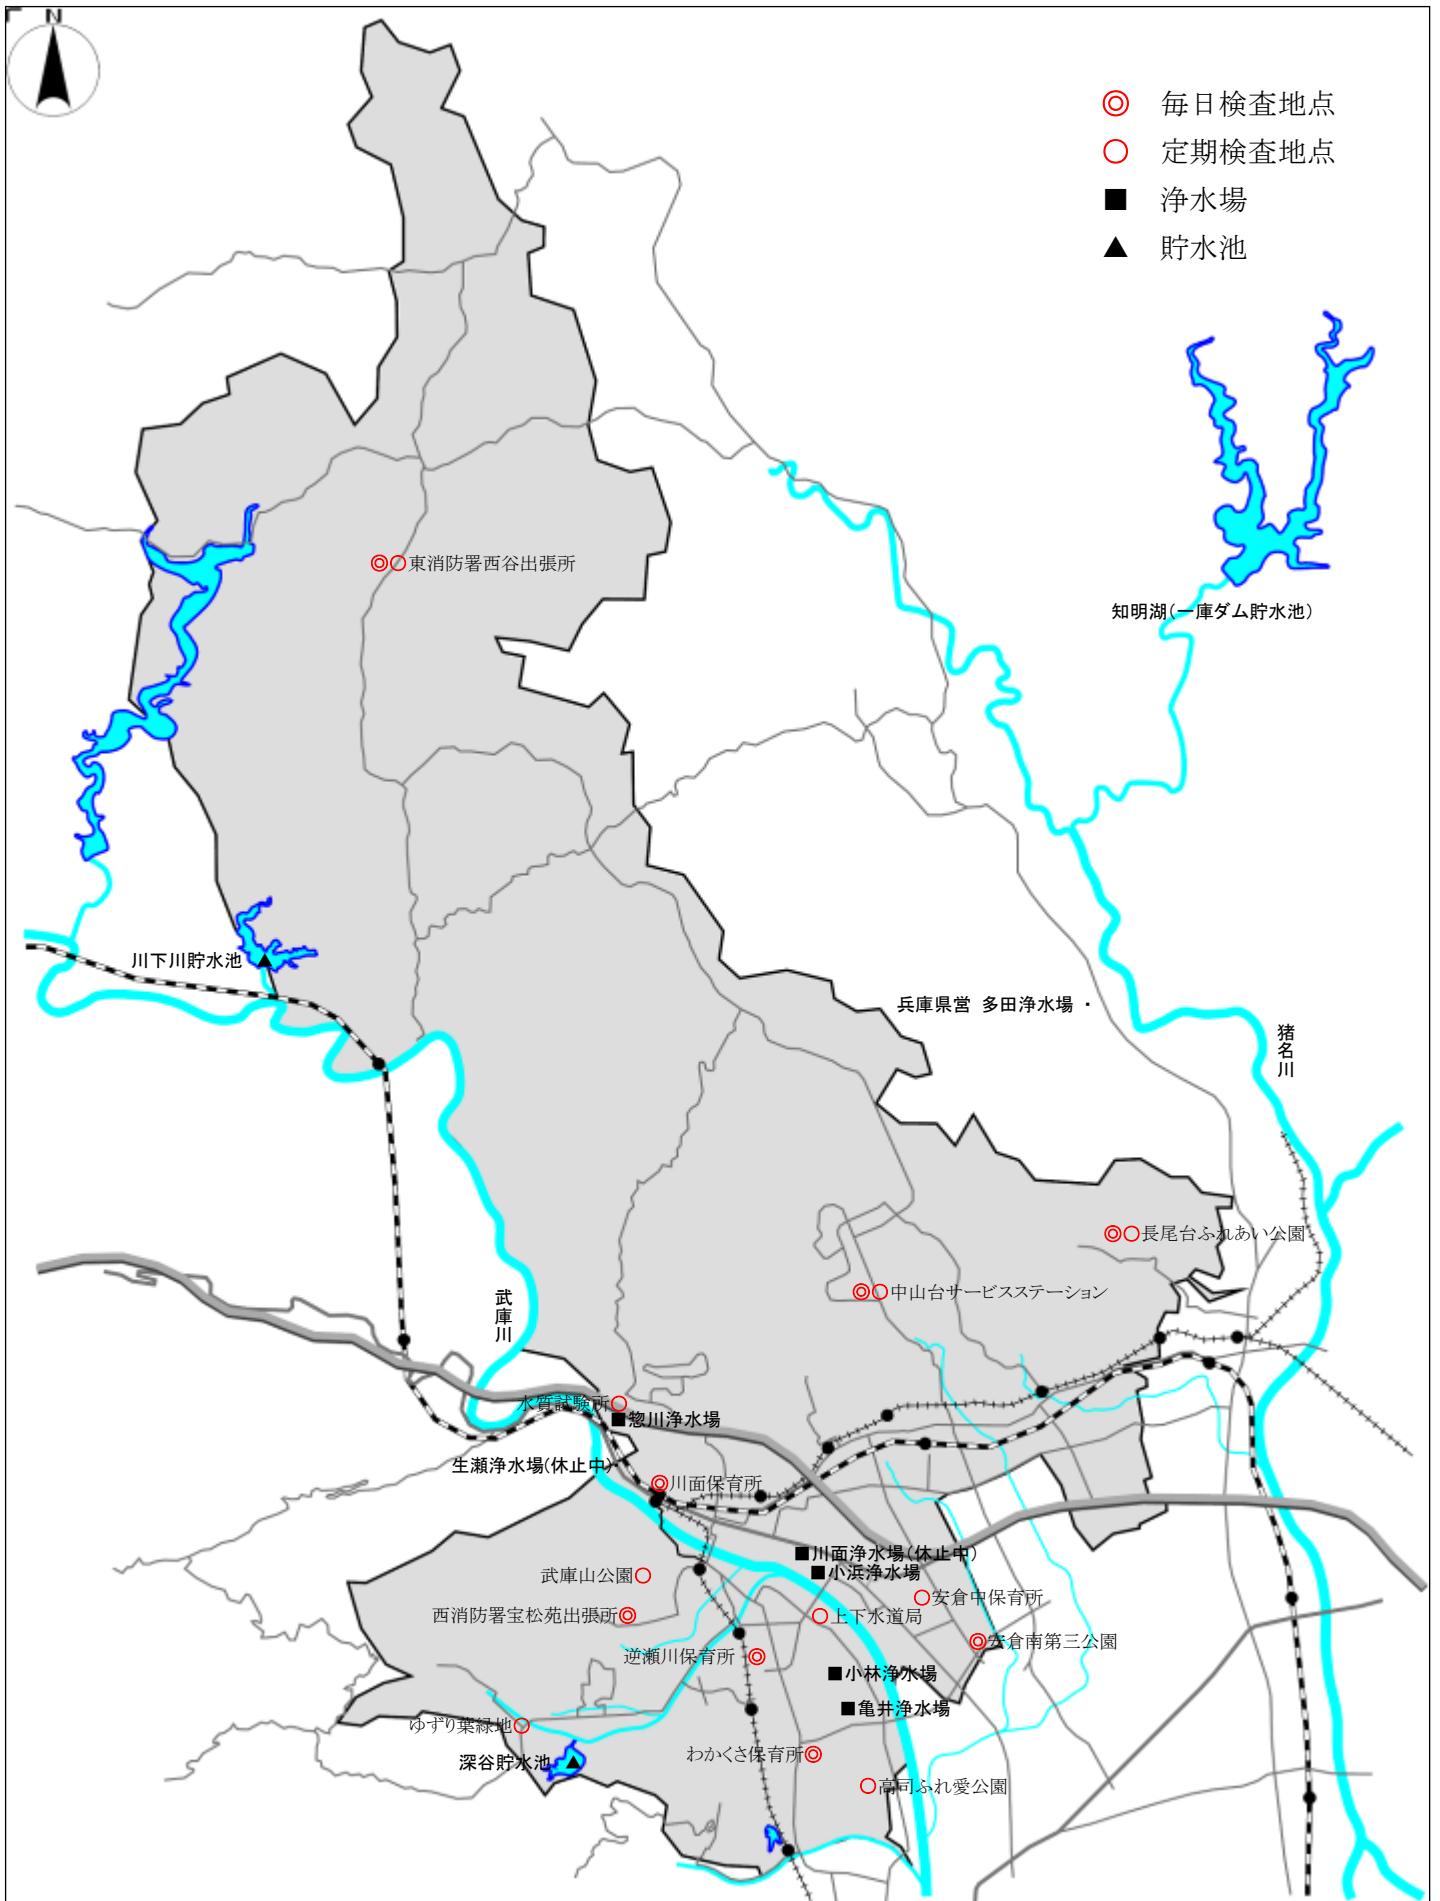 N
毎日検査地点
定期検査地点
浄水場
貯水池
東消防署西谷出張所
知明湖(一庫ダム貯水池)
川下川貯水池
兵庫県営 多田浄水場
猪名川
長尾台ふれあい公園
中山台サービスステーション
武庫川
水質試験所
惣川浄水場
生瀬浄水場(休止中)
川面保育所
川面浄水場(休止中)
武庫山公園
小浜浄水場
安倉中保育所
西消防署宝松苑出張所
上下水道局
安倉南第三公園
逆瀬川保育所
小林浄水場
亀井浄水場
ゆずり葉緑地
わかくさ保育所
深谷貯水池
高司ふれ愛公園